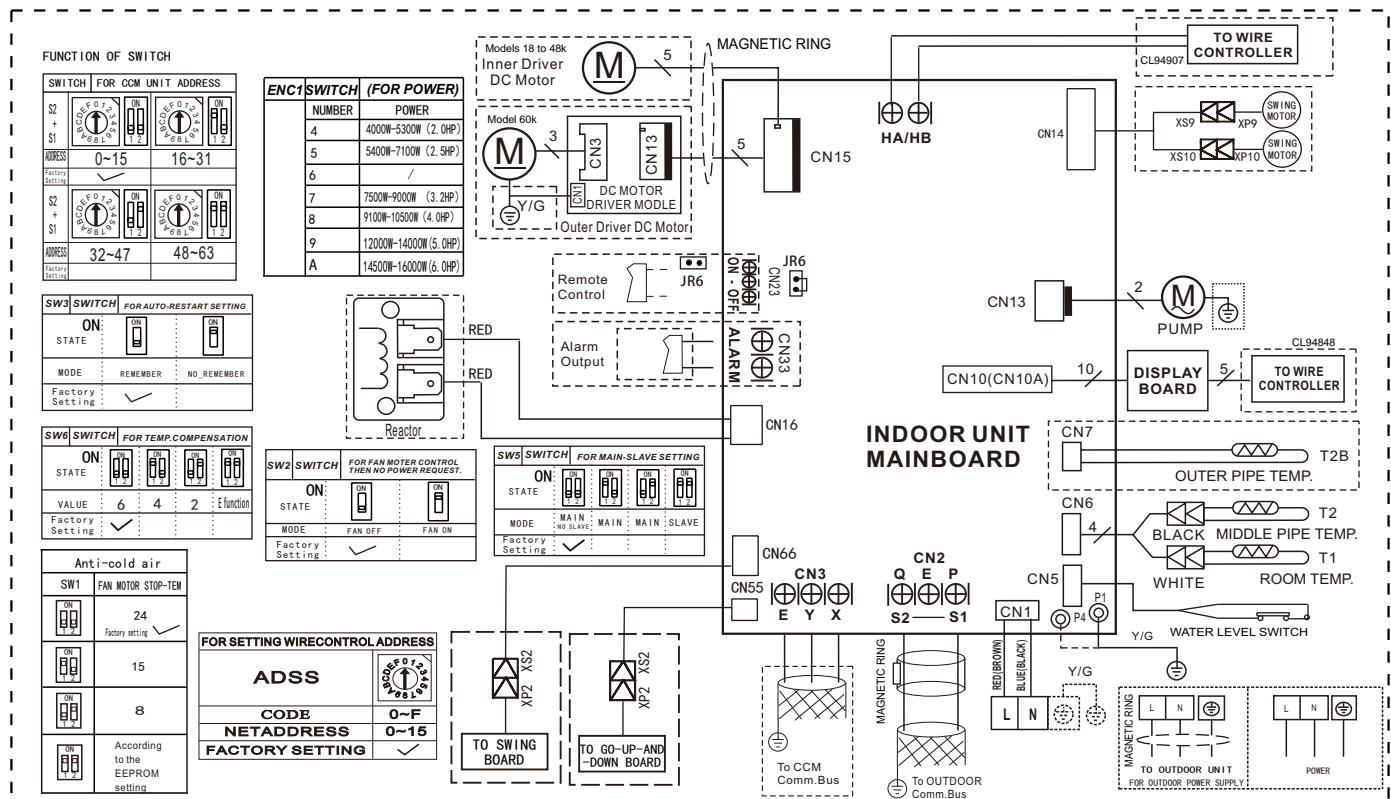 FUNCTION OF SWITCH
SWITCH FOR CCM UNIT ADDRESS
S2 + S1
ON
1 2
ON
1 2
ADDRESS 0~15 16~31
Factory Setting
S2 + S1
ON
1 2
ON
1 2
ADDRESS 32~47 48~63
Factory Setting
SW3 SWITCH FOR AUTO-RESTART SETTING
ON
STATE
ON
ON
MODE REMEMBER NO_REMEMBER
Factory Setting
SW6 SWITCH FOR TEMP.COMPENSATION
ON
STATE
VALUE 6 4 2 E function
Factory Setting
Anti-cold air
SW1 FAN MOTOR STOP-TEM
24
Factory setting
15
8
According
to the
EEPROM
setting
ENC1 SWITCH (FOR POWER)
NUMBER POWER
4 4000W-5300W (2.0HP)
5 5400W-7100W (2.5HP)
6 /
7 7500W-9000W (3.2HP)
8 9100W-10500W (4.0HP)
9 12000W-14000W(5.0HP)
A 14500W-16000W(6.0HP)
RED
RED
Reactor
SW2 SWITCH FOR FAN MOTER CONTROL
THEN NO POWER REQUEST.
ON
STATE
MODE FAN OFF FAN ON
Factory Setting
SW5 SWITCH FOR MAIN-SLAVE SETTING
ON
STATE
MODE MAIN NO SLAVE MAIN MAIN SLAVE
Factory Setting
FOR SETTING WIRECONTROL ADDRESS
ADSS
CODE 0~F
NETADDRESS 0~15
FACTORY SETTING
Models 18 to 48k
Inner Driver
DC Motor
M
5
MAGNETIC RING
Model 60k
M
3
CN3
CN13
CN1
DC MOTOR
DRIVER MODLE
Y/G
Outer Driver DC Motor
5
CN15
Remote
Control
JR6
ON - OFF
CN23
JR6
Alarm
Output
ALARM
CN33
CN16
CN66
CN55
XP2 XS2
TO SWING
BOARD
XP2 XS2
TO GO-UP-AND
-DOWN BOARD
INDOOR UNIT
MAINBOARD
HA/HB
TO WIRE
CONTROLLER
CL94907
CN14
XS9 XP9
SWING
MOTOR
XS10 XP10
SWING
MOTOR
CN13
2
M
PUMP
CL94848
CN10(CN10A)
10
DISPLAY
BOARD
5
TO WIRE
CONTROLLER
CN7
T2B
OUTER PIPE TEMP.
CN6
4
T2
BLACK MIDDLE PIPE TEMP.
T1
WHITE ROOM TEMP.
CN5
P1
P4
WATER LEVEL SWITCH
Y/G
CN3
E Y X
To CCM
Comm.Bus
CN2
Q E P
S2 S1
MAGNETIC RING
To OUTDOOR
Comm.Bus
CN1
RED(BROWN)
BLUE(BLACK)
Y/G
L N
MAGNETIC RING
L N
TO OUTDOOR UNIT
FOR OUTDOOR POWER SUPPLY
L N
POWER